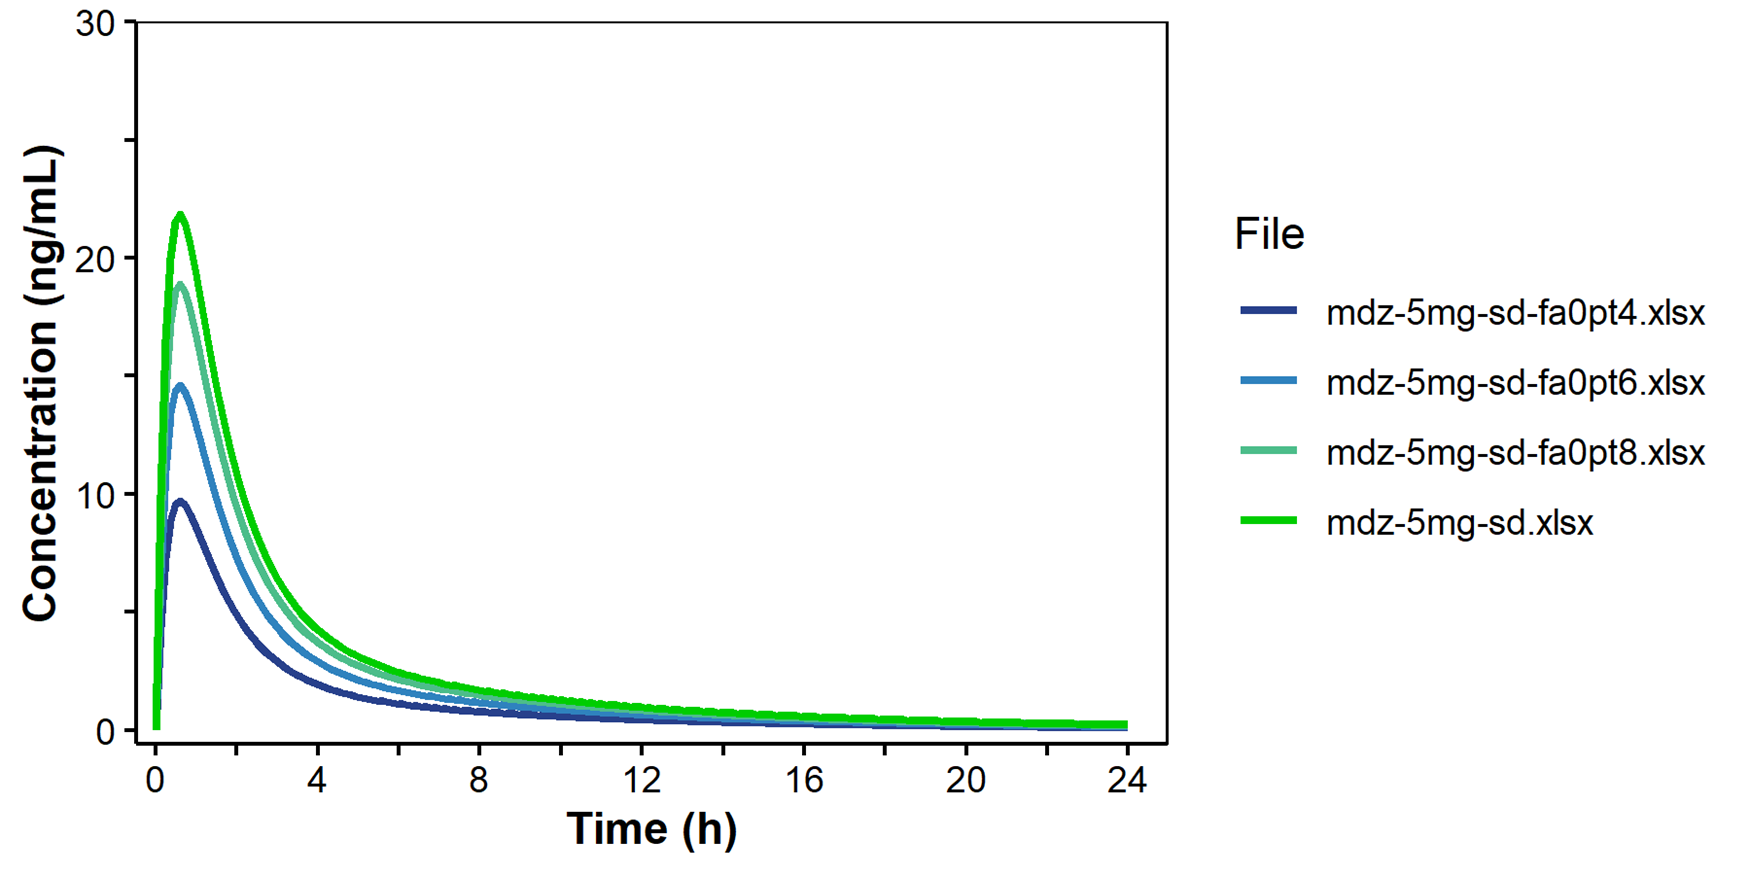 30
20
10
0
Concentration (ng/mL)
0 4 8 12 16 20 24
Time (h)
File
mdz-5mg-sd-fa0pt4.xlsx
mdz-5mg-sd-fa0pt6.xlsx
mdz-5mg-sd-fa0pt8.xlsx
mdz-5mg-sd.xlsx